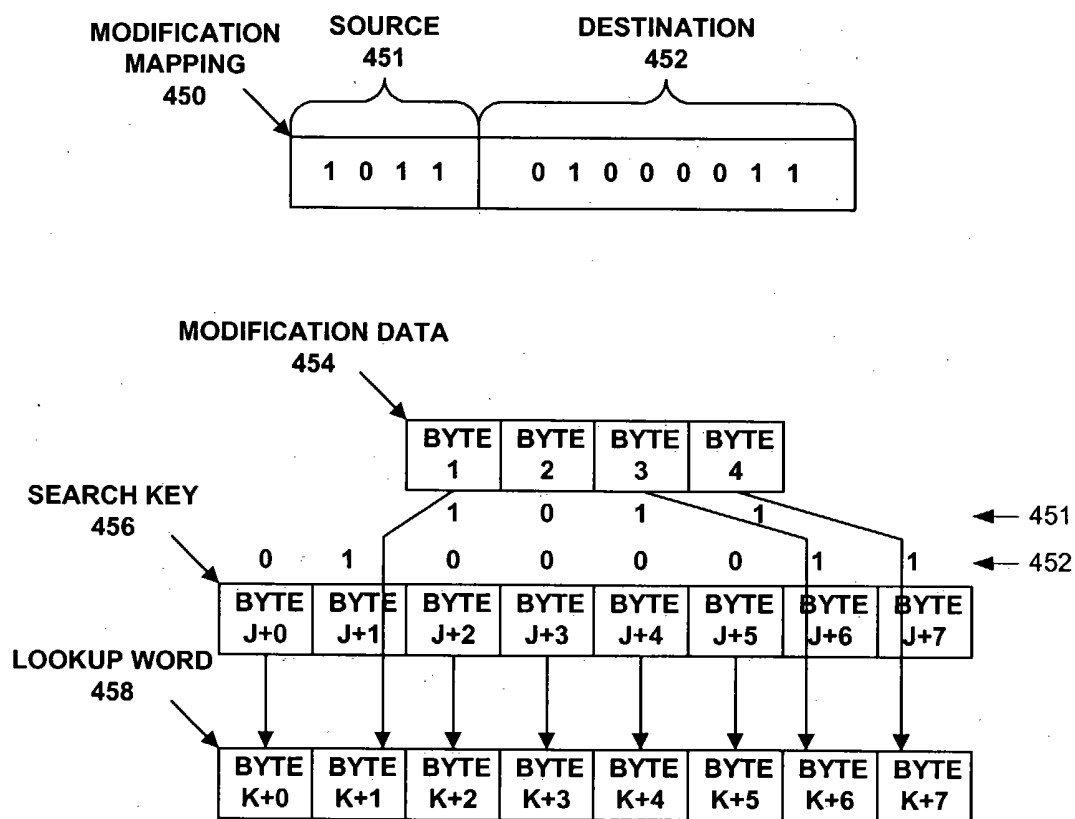 MODIFICATION
MAPPING
450
SOURCE
451
DESTINATION
452
1 0 1 1 0 1 0 0 0 0 1 1
MODIFICATION DATA
454
BYTE BYTE BYTE BYTE
1 2 3 4
SEARCH KEY
456
1 0 1 1 451
0 1 0 0 0 0 1 1 452
BYTE BYTE BYTE BYTE BYTE BYTE BYTE BYTE
J+0 J+1 J+2 J+3 J+4 J+5 J+6 J+7
LOOKUP WORD
458
BYTE BYTE BYTE BYTE BYTE BYTE BYTE BYTE
K+0 K+1 K+2 K+3 K+4 K+5 K+6 K+7